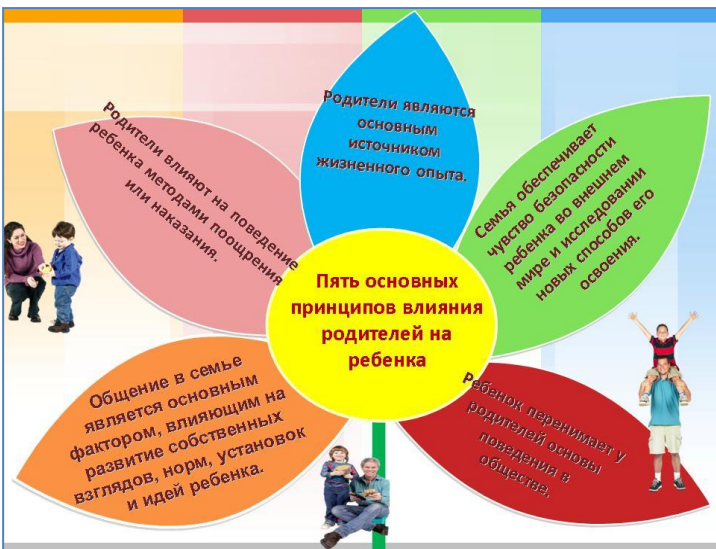 Родители являются
основным
источником
жизненного опыта.
Родители влияют на поведение
ребенка методами поощрения
или наказания.
Семья обеспечивает
чувство безопасности
ребенка во внешнем
мире и исследовании
новых способов его
освоения.
Пять основных
принципов влияния
родителей на
ребенка
Общение в семье
является основным
фактором, влияющим на
развитие собственных
взглядов, норм, установок
и идей ребенка.
Ребенок перенимает у
родителей основы
поведения в
обществе.